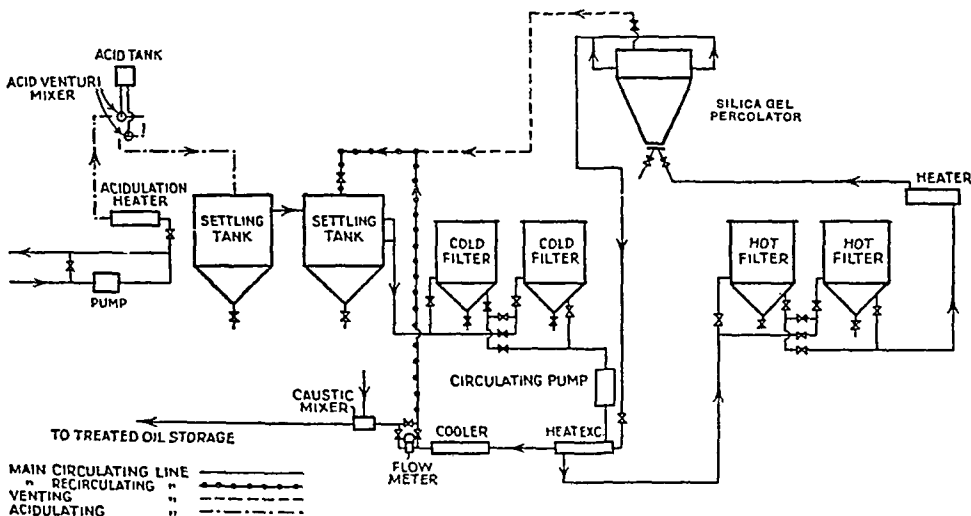 ACID TANK
ACID VENTURI
MIXER
SILICA GEL
PERCOLATOR
HEATER
ACIDULATION
HEATER
SETTLING
TANK
SETTLING
TANK
COLD
FILTER
COLD
FILTER
HOT
FILTER
HOT
FILTER
PUMP
CIRCULATING PUMP
CAUSTIC
MIXER
TO TREATED OIL STORAGE
COOLER
HEAT EXC.
FLOW
METER
MAIN CIRCULATING LINE
" RECIRCULATING "
VENTING "
ACIDULATING "